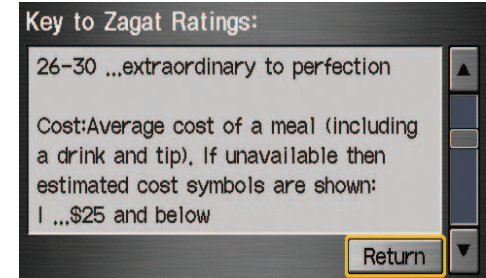 Key to Zagat Ratings:
26-30 ...extraordinary to perfection
Cost:Average cost of a meal (including
a drink and tip). If unavailable then
estimated cost symbols are shown:
I ...$25 and below
Return